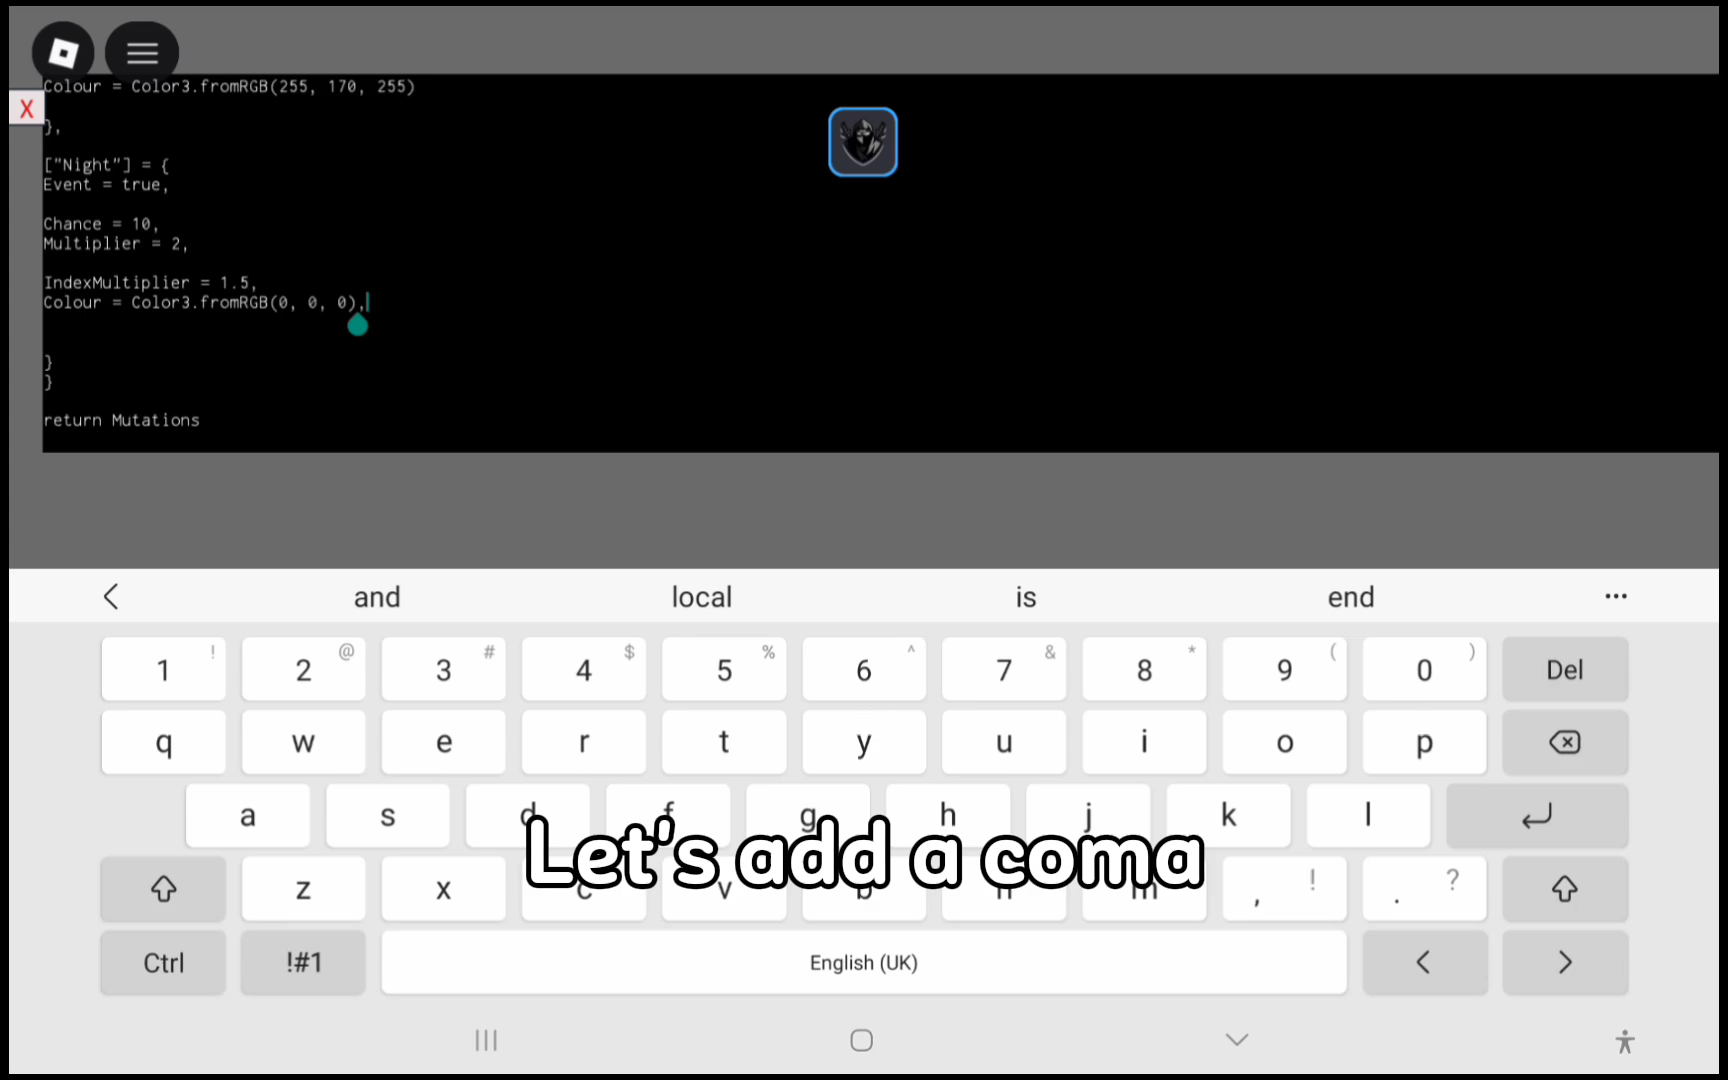 Colour = Color3.fromRGB(255, 170, 255)
X
},
["Night"] = {
Event = true,
Chance = 10,
Multiplier = 2,
IndexMultiplier = 1.5,
Colour = Color3.fromRGB(0, 0, 0),
}
}
return Mutations
and local is end ...
1 ! 2 @ 3 # 4 $ 5 % 6 ^ 7 & 8 * 9 ( 0 ) Del
q w e r t y u i o p
a s d f g h j k l
Let's add a coma
z x c v b n m , ! . ?
Ctrl !#1 English (UK) < >